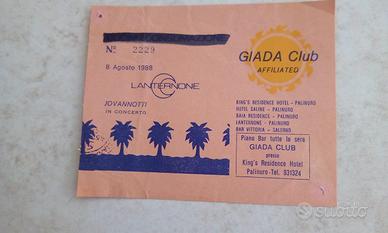 Nº 2229
8 Agosto 1988
LANTERNONE
JOVANNOTTI
IN CONCERTO
GIADA Club
AFFILIATED
KING'S RESIDENCE HOTEL - PALINURO
HOTEL SALINE - PALINURO
BAIA RESIDENCE - PALINURO
LANTERNONE - PALINURO
BAR VITTORIA - SALERNO
Piano Bar tutte le sere
GIADA CLUB
presso
King's Residence Hotel
Palinuro - Tel. 931324
subito